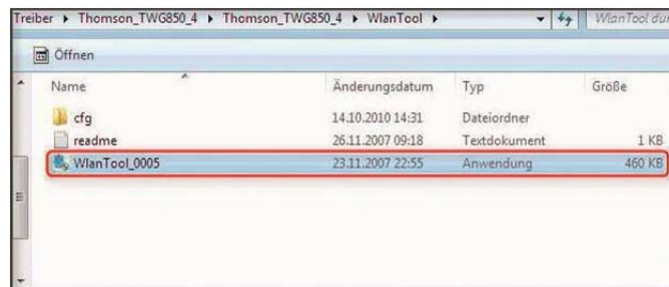 Treiber ▸ Thomson_TWG850_4 ▸ Thomson_TWG850_4 ▸ WlanTool ▸ WlanTool
Öffnen
Name Änderungsdatum Typ Größe
cfg 14.10.2010 14:31 Dateiordner
readme 26.11.2007 09:18 Textdokument 1 KB
WlanTool_0005 23.11.2007 22:55 Anwendung 460 KB